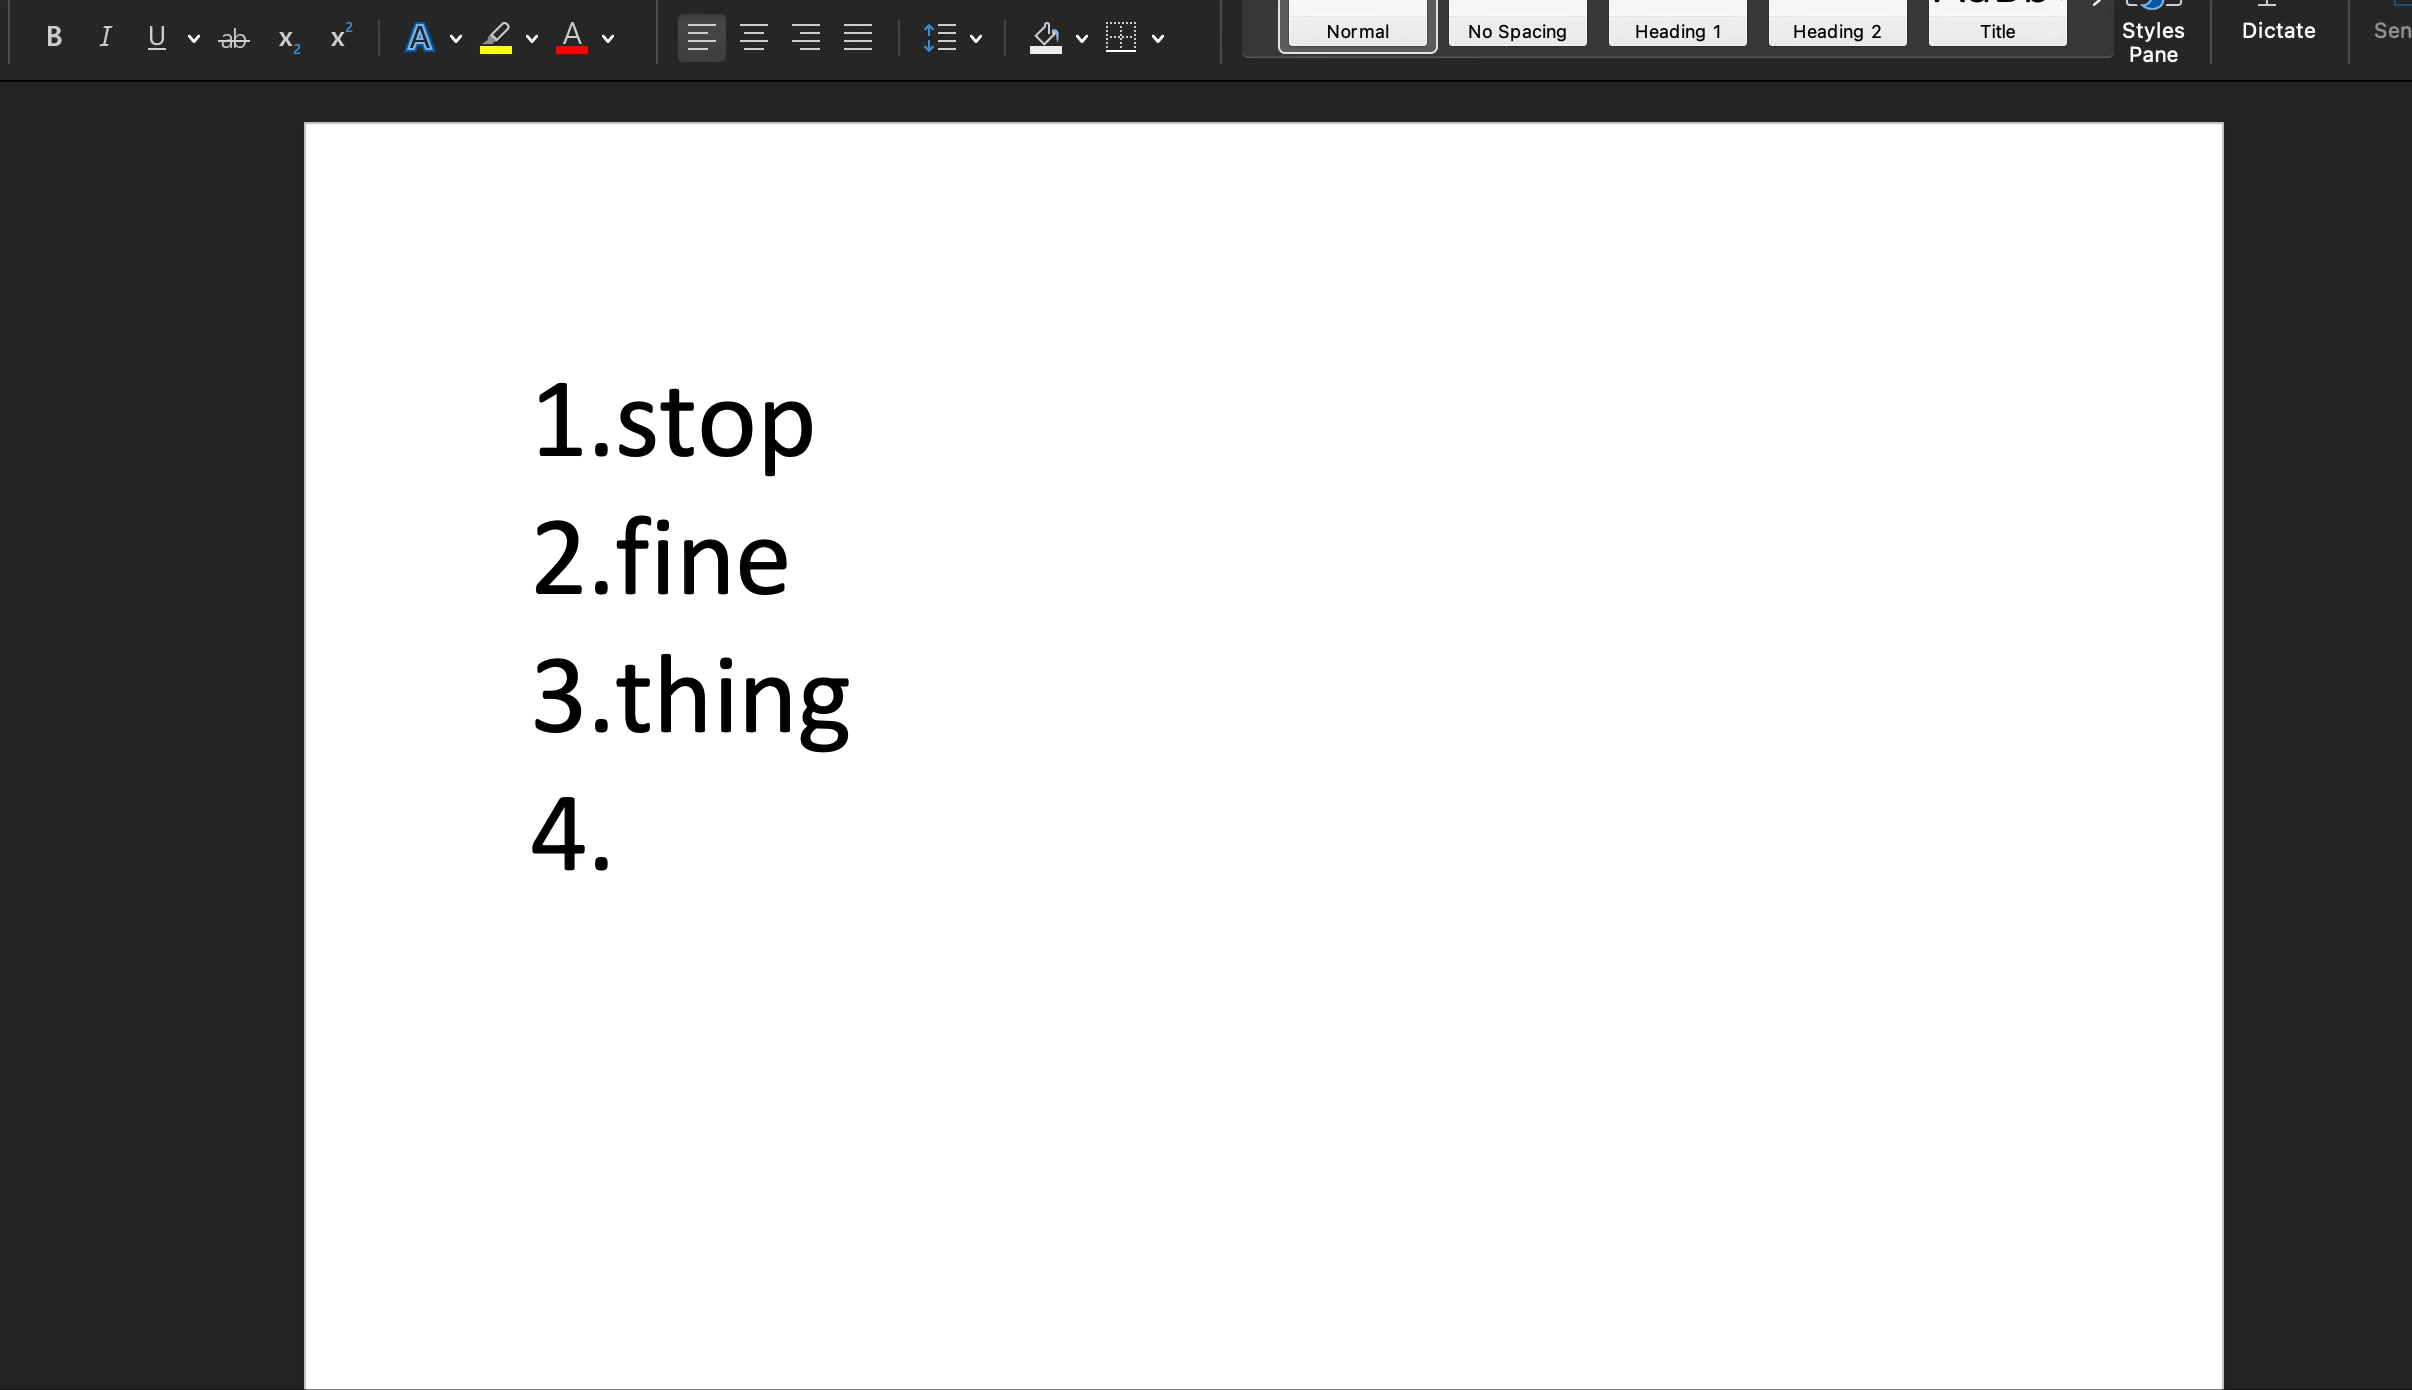 B I U ab x₂ x² A A
Normal No Spacing Heading 1 Heading 2 Title
Styles Pane
Dictate
1.stop
2.fine
3.thing
4.